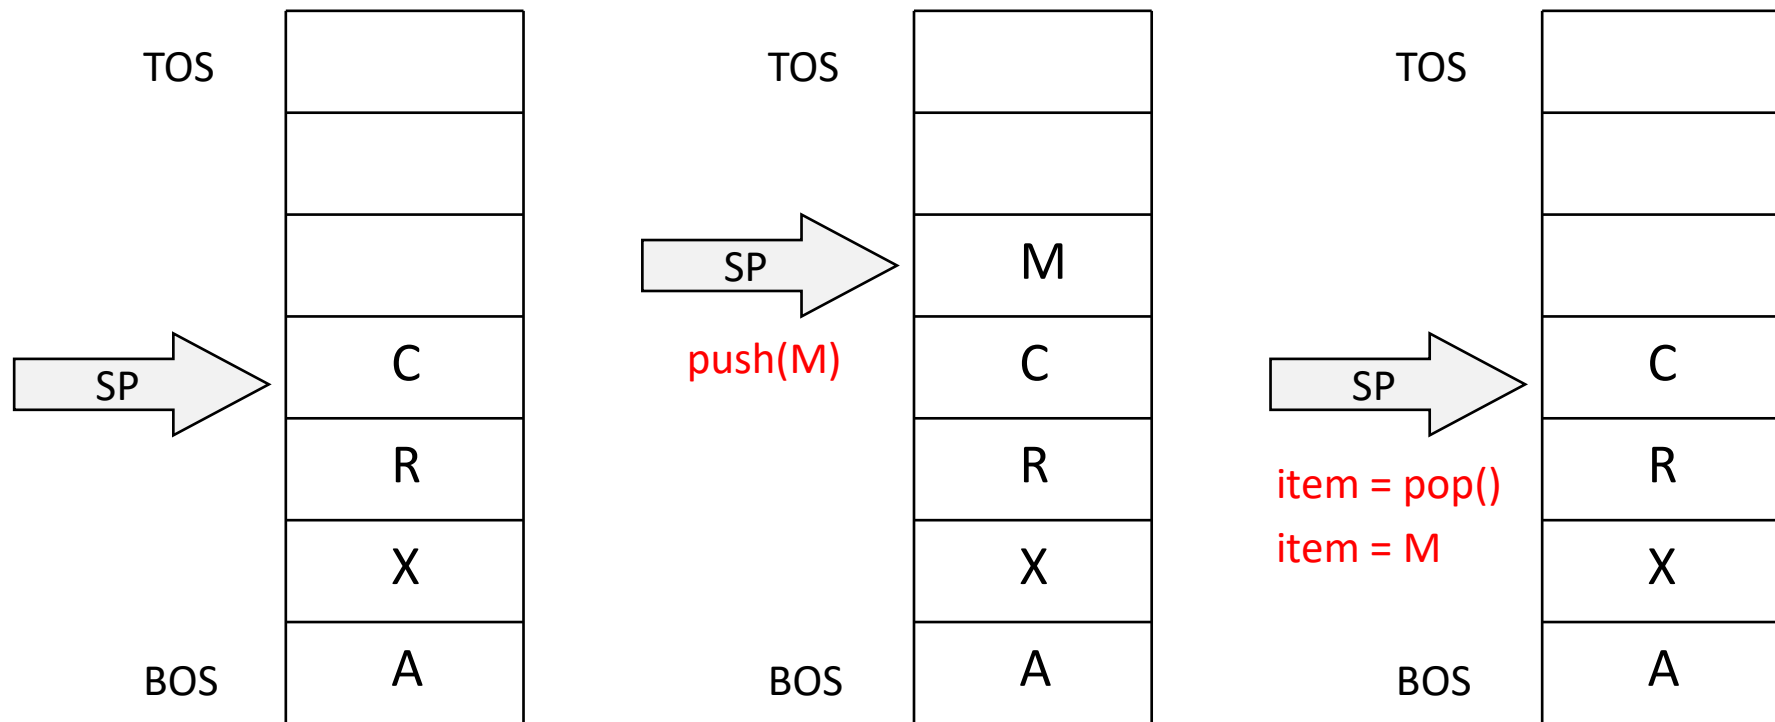 TOS
SP
C
R
X
A
BOS
TOS
SP
push(M)
M
C
R
X
A
BOS
TOS
SP
item = pop()
item = M
C
R
X
A
BOS